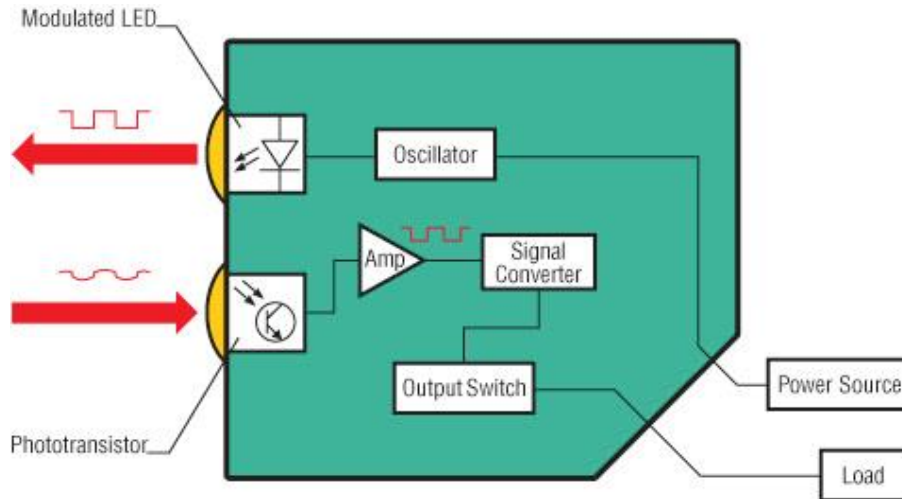 Modulated LED
Oscillator
Amp
Signal
Converter
Output Switch
Power Source
Phototransistor
Load